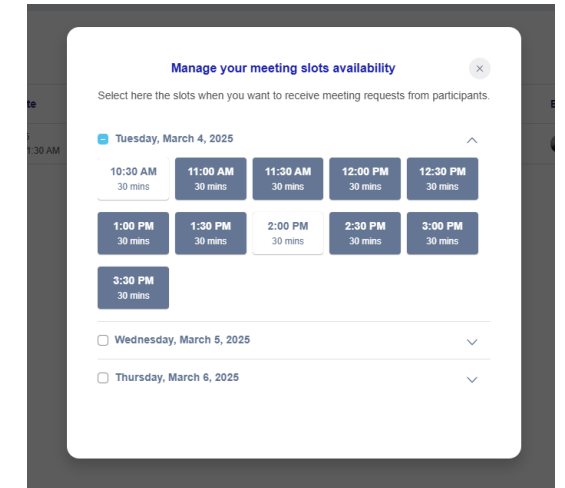 Manage your meeting slots availability
Select here the slots when you want to receive meeting requests from participants.
te
1:30 AM
Tuesday, March 4, 2025
10:30 AM 11:00 AM 11:30 AM 12:00 PM 12:30 PM
30 mins 30 mins 30 mins 30 mins 30 mins
1:00 PM 1:30 PM 2:00 PM 2:30 PM 3:00 PM
30 mins 30 mins 30 mins 30 mins 30 mins
3:30 PM
30 mins
Wednesday, March 5, 2025
Thursday, March 6, 2025